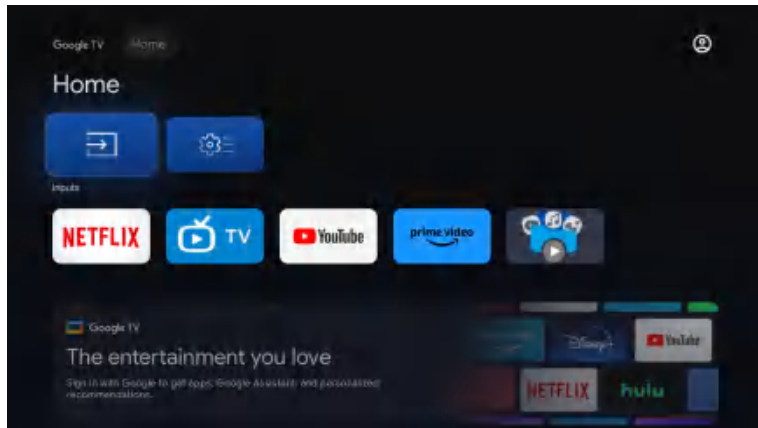 Google TV Home
Home
Inputs
NETFLIX TV YouTube prime video
Google TV
The entertainment you love
Sign in with Google to get apps, Google Assistant, and personalized
recommendations.
Disney+ YouTube
NETFLIX hulu